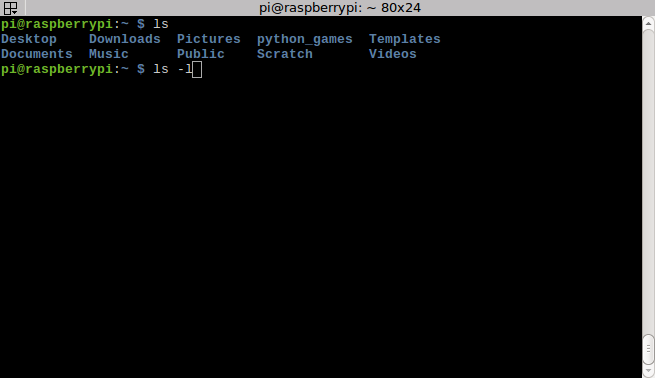 pi@raspberrypi: ~ 80x24
pi@raspberrypi:~ $ ls
Desktop    Downloads  Pictures  python_games  Templates
Documents  Music      Public    Scratch       Videos
pi@raspberrypi:~ $ ls -l